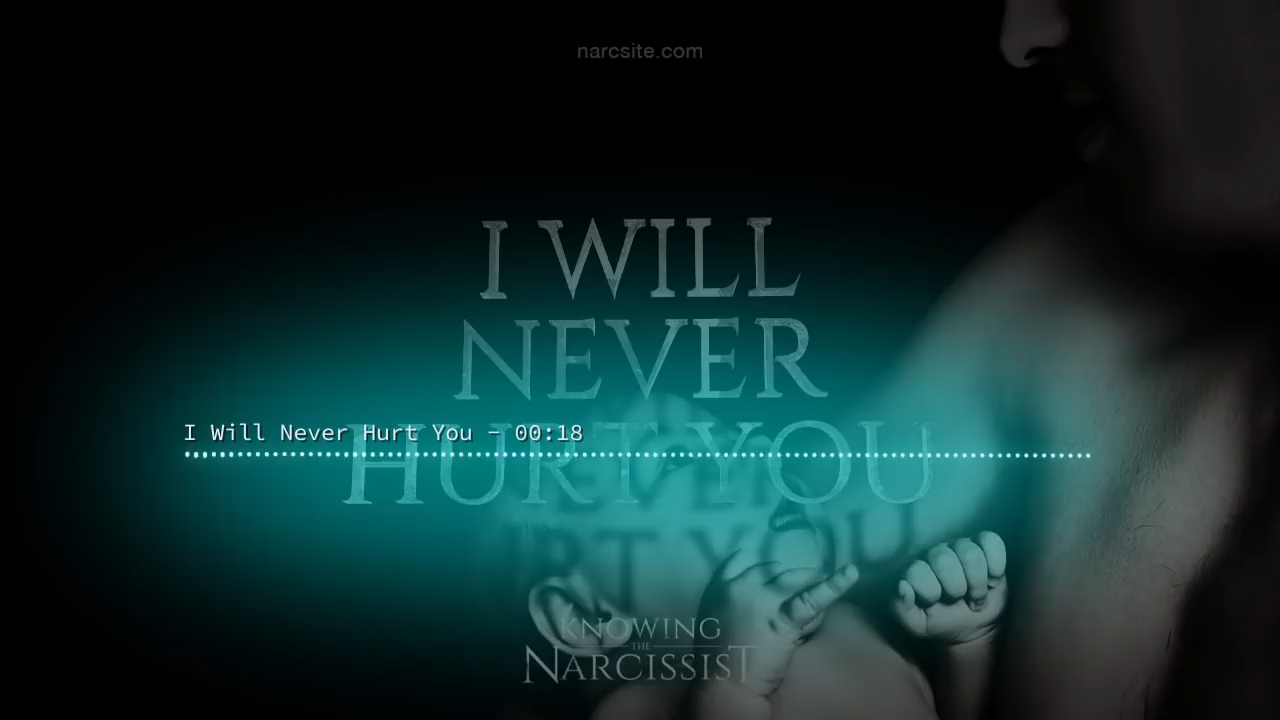 narcsite.com
I WILL
NEVER
HURT YOU
I Will Never Hurt You - 00:18
KNOWING
THE
NARCISSIST